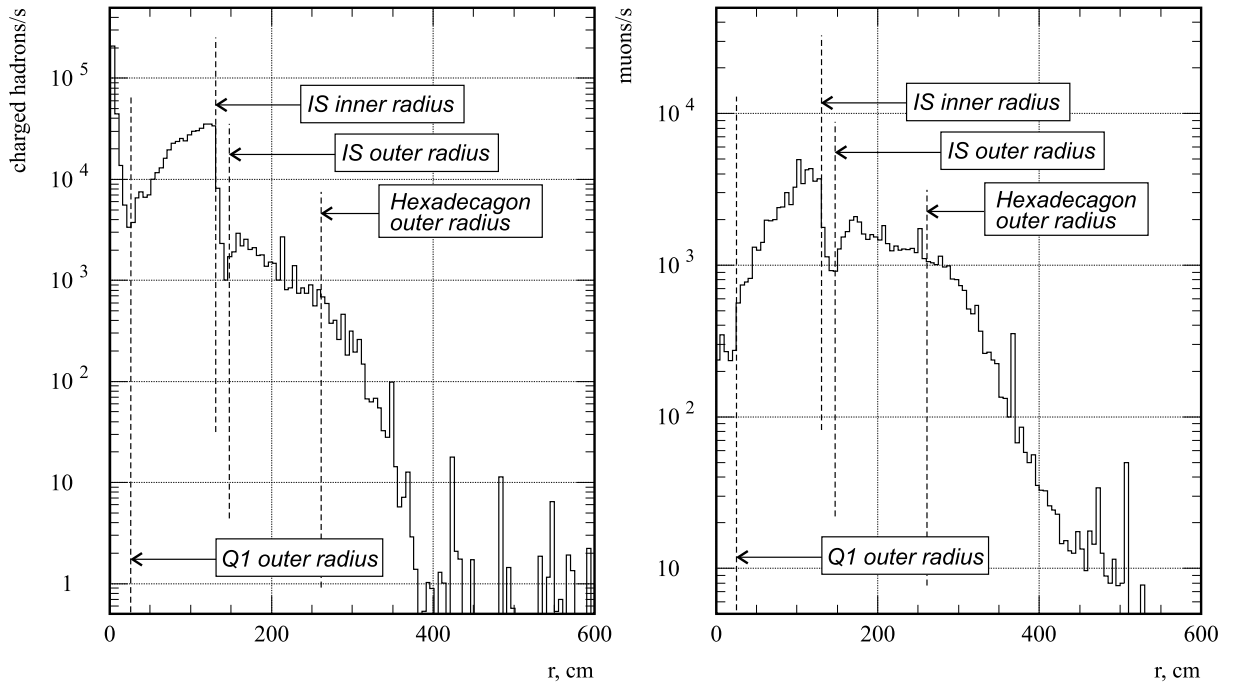 charged hadrons/s
10^5
10^4
10^3
10^2
10
1
IS inner radius
IS outer radius
Hexadecagon
outer radius
Q1 outer radius
0
200
400
600
r, cm
muons/s
10^4
10^3
10^2
10
IS inner radius
IS outer radius
Hexadecagon
outer radius
Q1 outer radius
0
200
400
600
r, cm